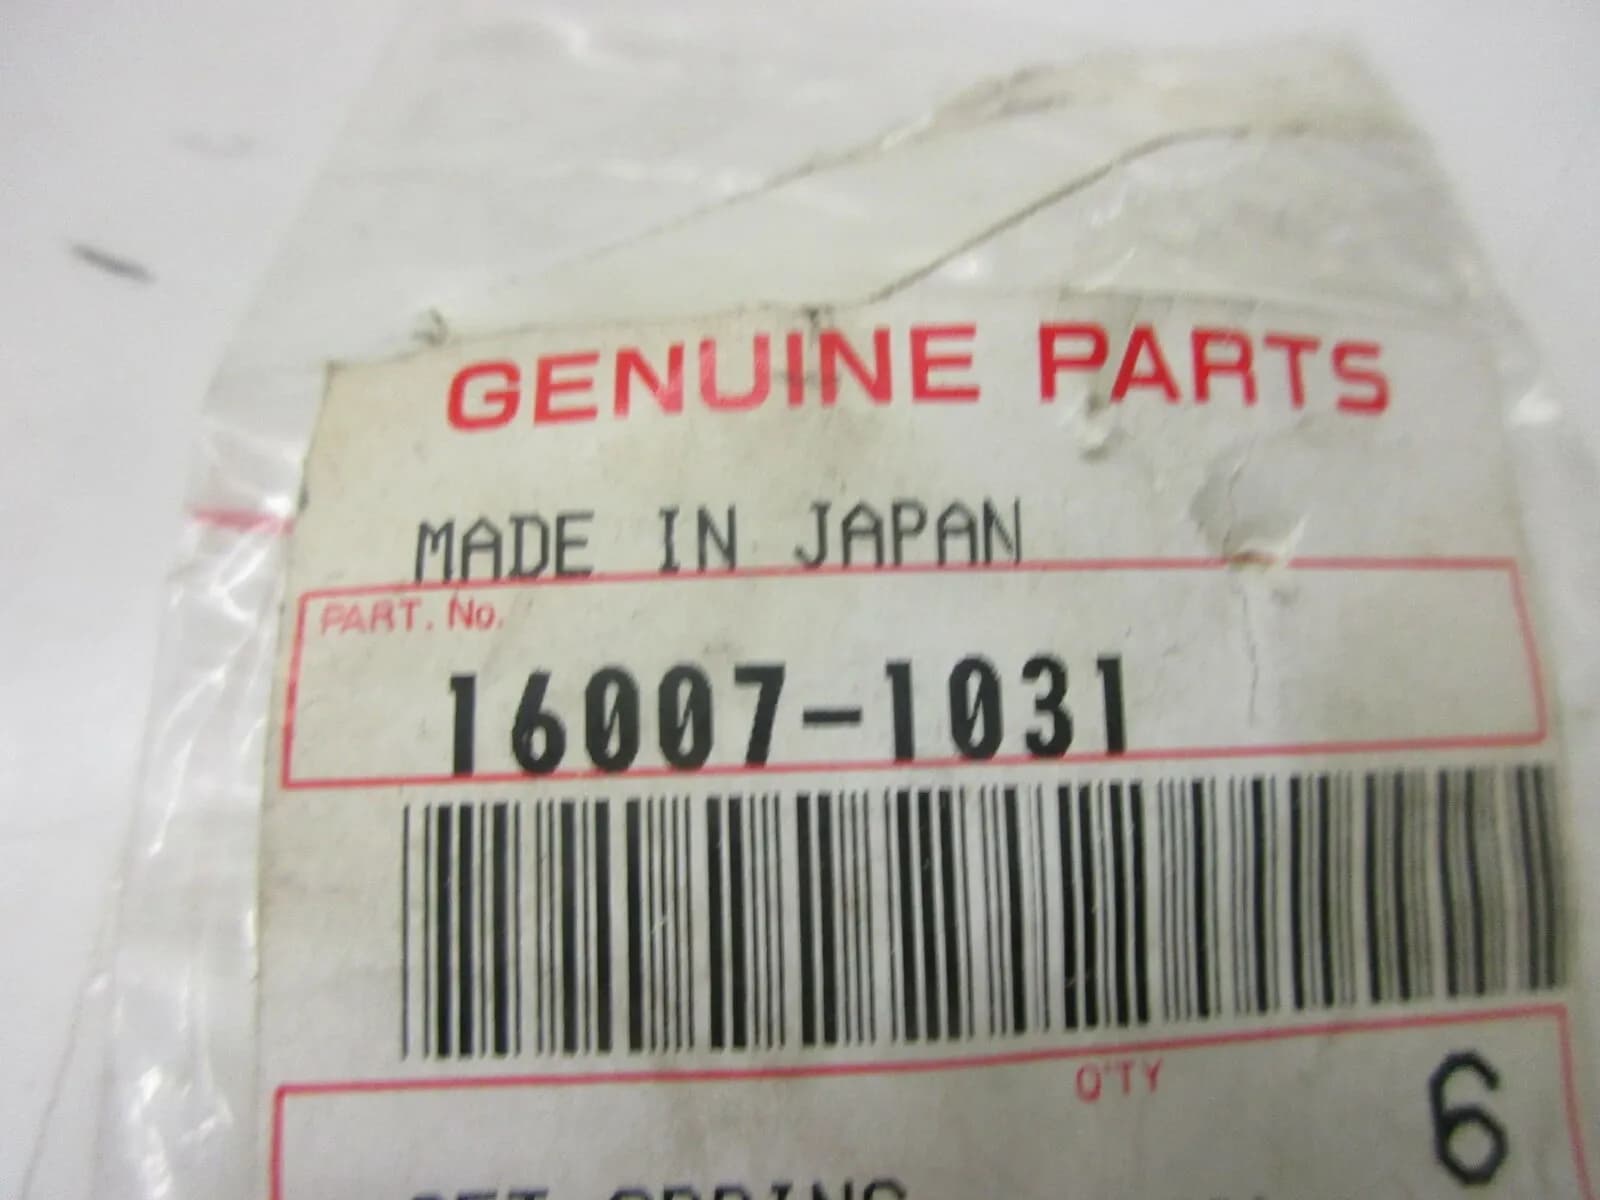 GENUINE PARTS
MADE IN JAPAN
PART. No.
16007-1031
Q'TY
6